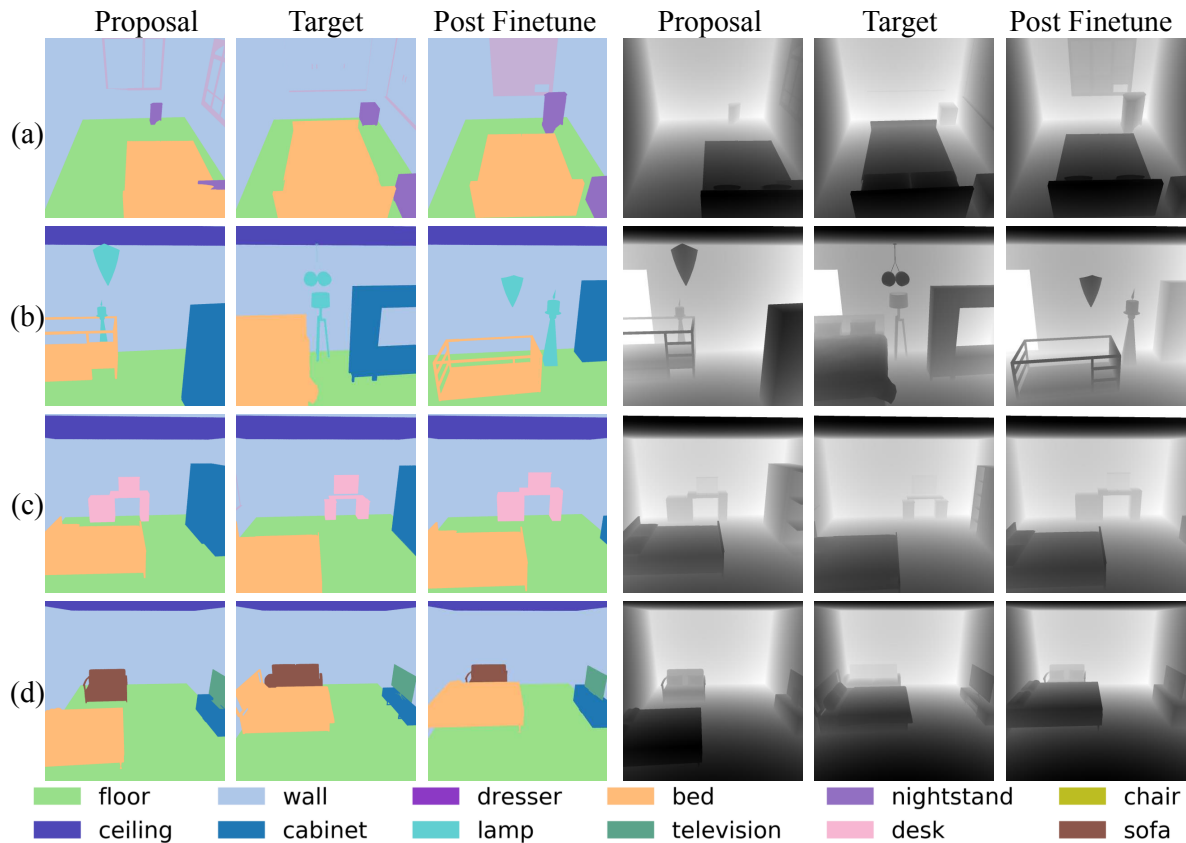 Proposal Target Post Finetune Proposal Target Post Finetune
(a)
(b)
(c)
(d)
floor wall dresser bed nightstand chair
ceiling cabinet lamp television desk sofa